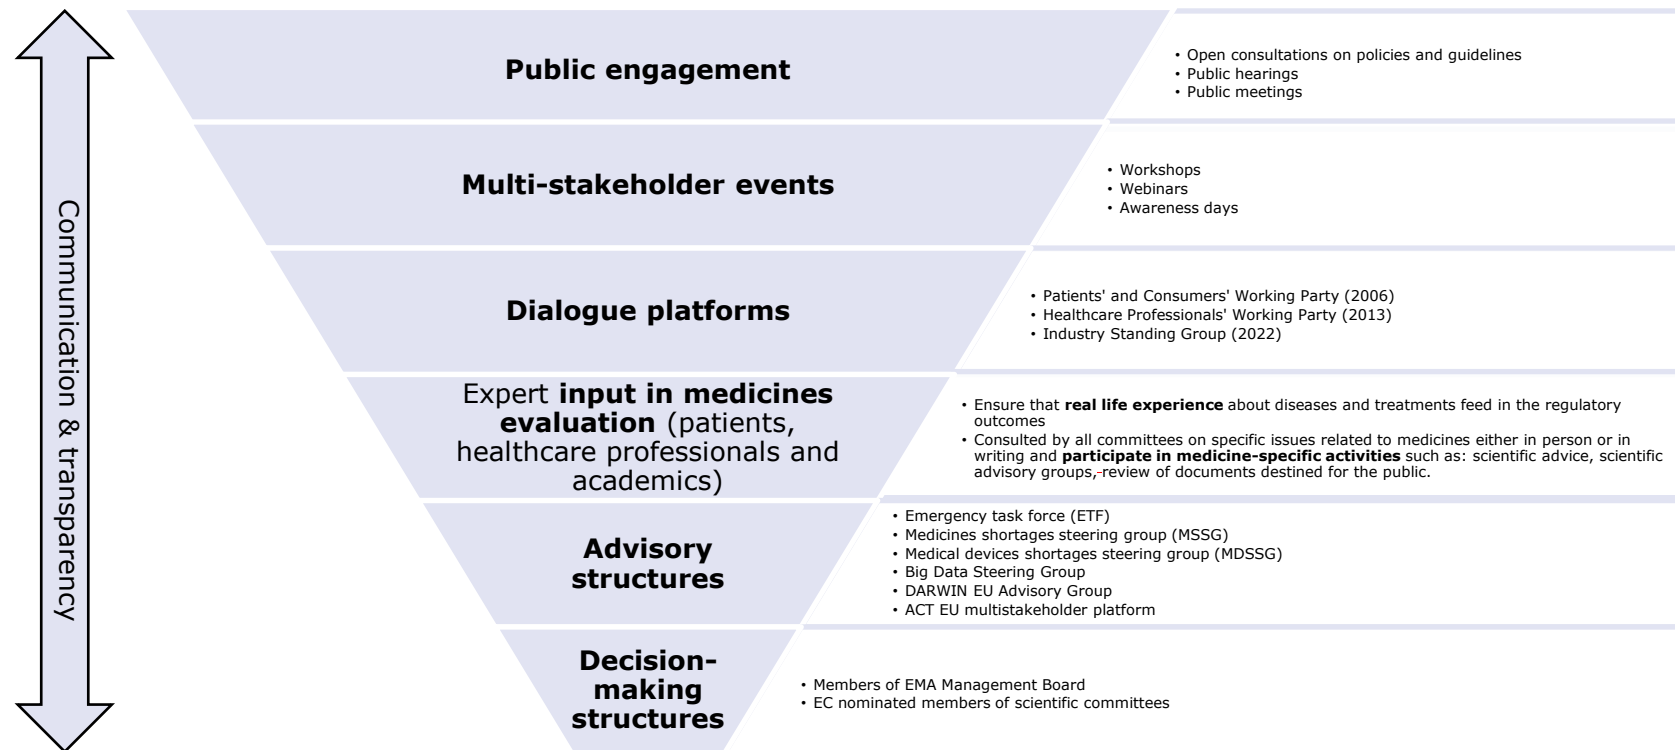 Communication & transparency
Public engagement
• Open consultations on policies and guidelines
• Public hearings
• Public meetings
Multi-stakeholder events
• Workshops
• Webinars
• Awareness days
Dialogue platforms
• Patients' and Consumers' Working Party (2006)
• Healthcare Professionals' Working Party (2013)
• Industry Standing Group (2022)
Expert input in medicines
evaluation (patients,
healthcare professionals and
academics)
• Ensure that real life experience about diseases and treatments feed in the regulatory
outcomes
• Consulted by all committees on specific issues related to medicines either in person or in
writing and participate in medicine-specific activities such as: scientific advice, scientific
advisory groups,-review of documents destined for the public.
Advisory
structures
• Emergency task force (ETF)
• Medicines shortages steering group (MSSG)
• Medical devices shortages steering group (MDSSG)
• Big Data Steering Group
• DARWIN EU Advisory Group
• ACT EU multistakeholder platform
Decision-
making
structures
• Members of EMA Management Board
• EC nominated members of scientific committees